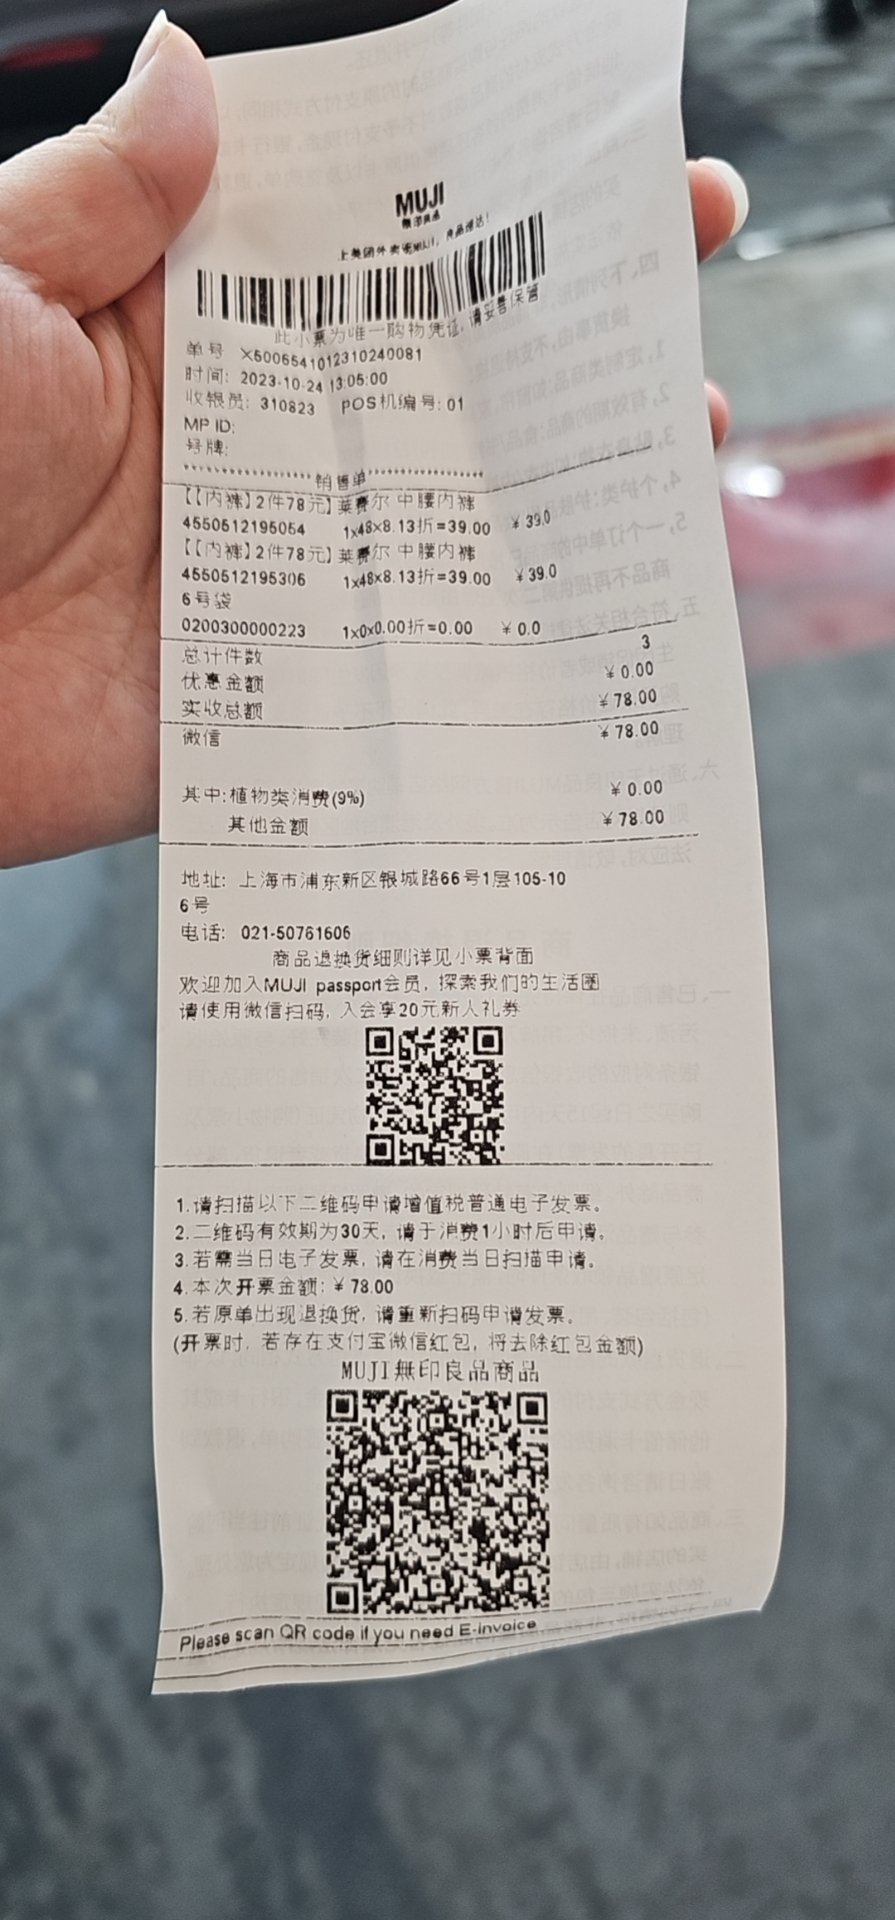 MUJI
無印良品
上美团外卖搜MUJI, 良品速达!
此小票为唯一购物凭证, 请妥善保管
单号 X5006541012310240081
时间: 2023-10-24 13:05:00
收银员: 310823 POS机编号: 01
MP ID:
号牌:
销售单
【【内裤】2件78元】莱赛尔 中腰内裤
4550512195054 1x48x8.13折=39.00 ¥39.0
【【内裤】2件78元】莱赛尔 中腰内裤
4550512195306 1x48x8.13折=39.00 ¥39.0
6号袋
0200300000223 1x0x0.00折=0.00 ¥0.0
总计件数 3
优惠金额 ¥0.00
实收总额 ¥78.00
微信 ¥78.00
其中:植物类消费(9%) ¥0.00
其他金额 ¥78.00
地址: 上海市浦东新区银城路66号1层105-10
6号
电话: 021-50761606
商品退换货细则详见小票背面
欢迎加入MUJI passport会员, 探索我们的生活圈
请使用微信扫码, 入会享20元新人礼券
1.请扫描以下二维码申请增值税普通电子发票。
2.二维码有效期为30天, 请于消费1小时后申请。
3.若需当日电子发票, 请在消费当日扫描申请。
4.本次开票金额: ¥78.00
5.若原单出现退换货, 请重新扫码申请发票。
(开票时, 若存在支付宝微信红包, 将去除红包金额)
MUJI無印良品商品
Please scan QR code if you need E-invoice